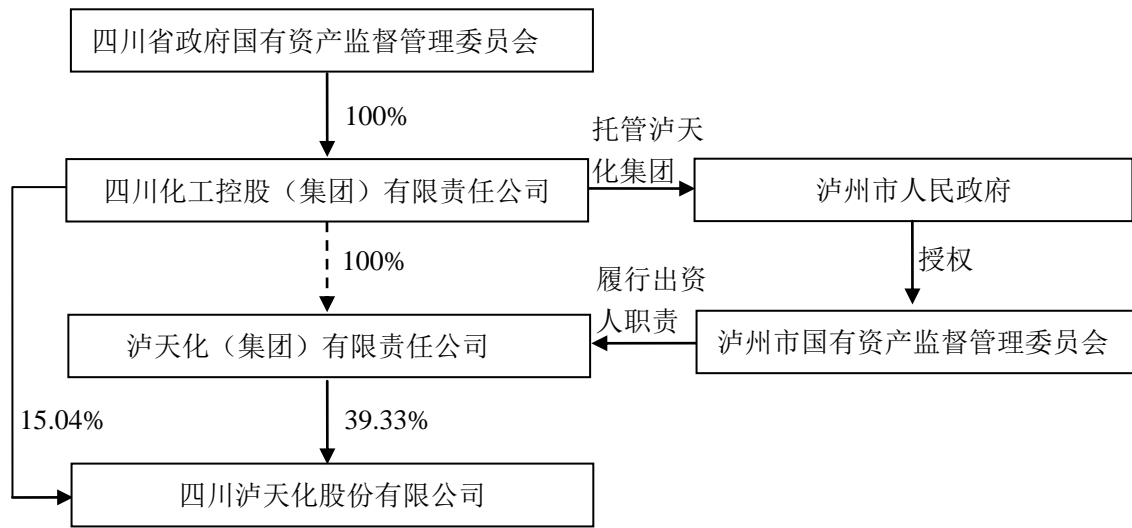 四川省政府国有资产监督管理委员会
100%
托管泸天
化集团
四川化工控股（集团）有限责任公司
泸州市人民政府
100%
授权
履行出资
人职责
泸天化（集团）有限责任公司
泸州市国有资产监督管理委员会
15.04%
39.33%
四川泸天化股份有限公司